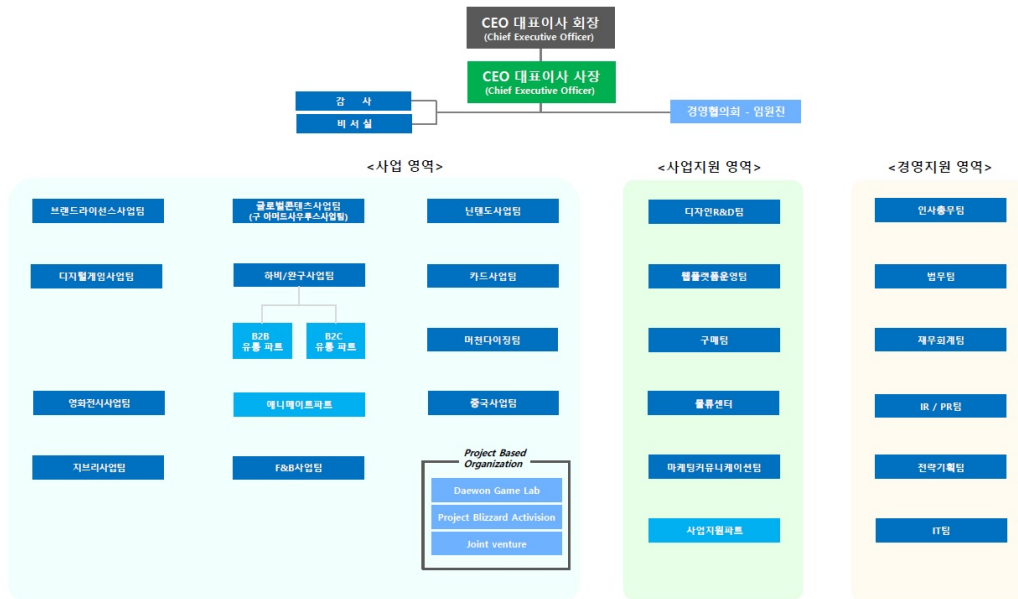 CEO 대표이사 회장
(Chief Executive Officer)
CEO 대표이사 사장
(Chief Executive Officer)
감 사
비 서 실
경영협의회 - 임원진
<사업 영역>
<사업지원 영역>
<경영지원 영역>
브랜드라이선스사업팀
글로벌콘텐츠사업팀
(구 아머드사우루스사업팀)
닌텐도사업팀
디지털게임사업팀
하비/완구사업팀
카드사업팀
B2B
유통 파트
B2C
유통 파트
머천다이징팀
영화전시사업팀
애니메이트파트
중국사업팀
지브리사업팀
F&B사업팀
Project Based
Organization
Daewon Game Lab
Project Blizzard Activision
Joint venture
디자인R&D팀
웹플랫폼운영팀
구매팀
물류센터
마케팅커뮤니케이션팀
사업지원파트
인사총무팀
법무팀
재무회계팀
IR / PR팀
전략기획팀
IT팀